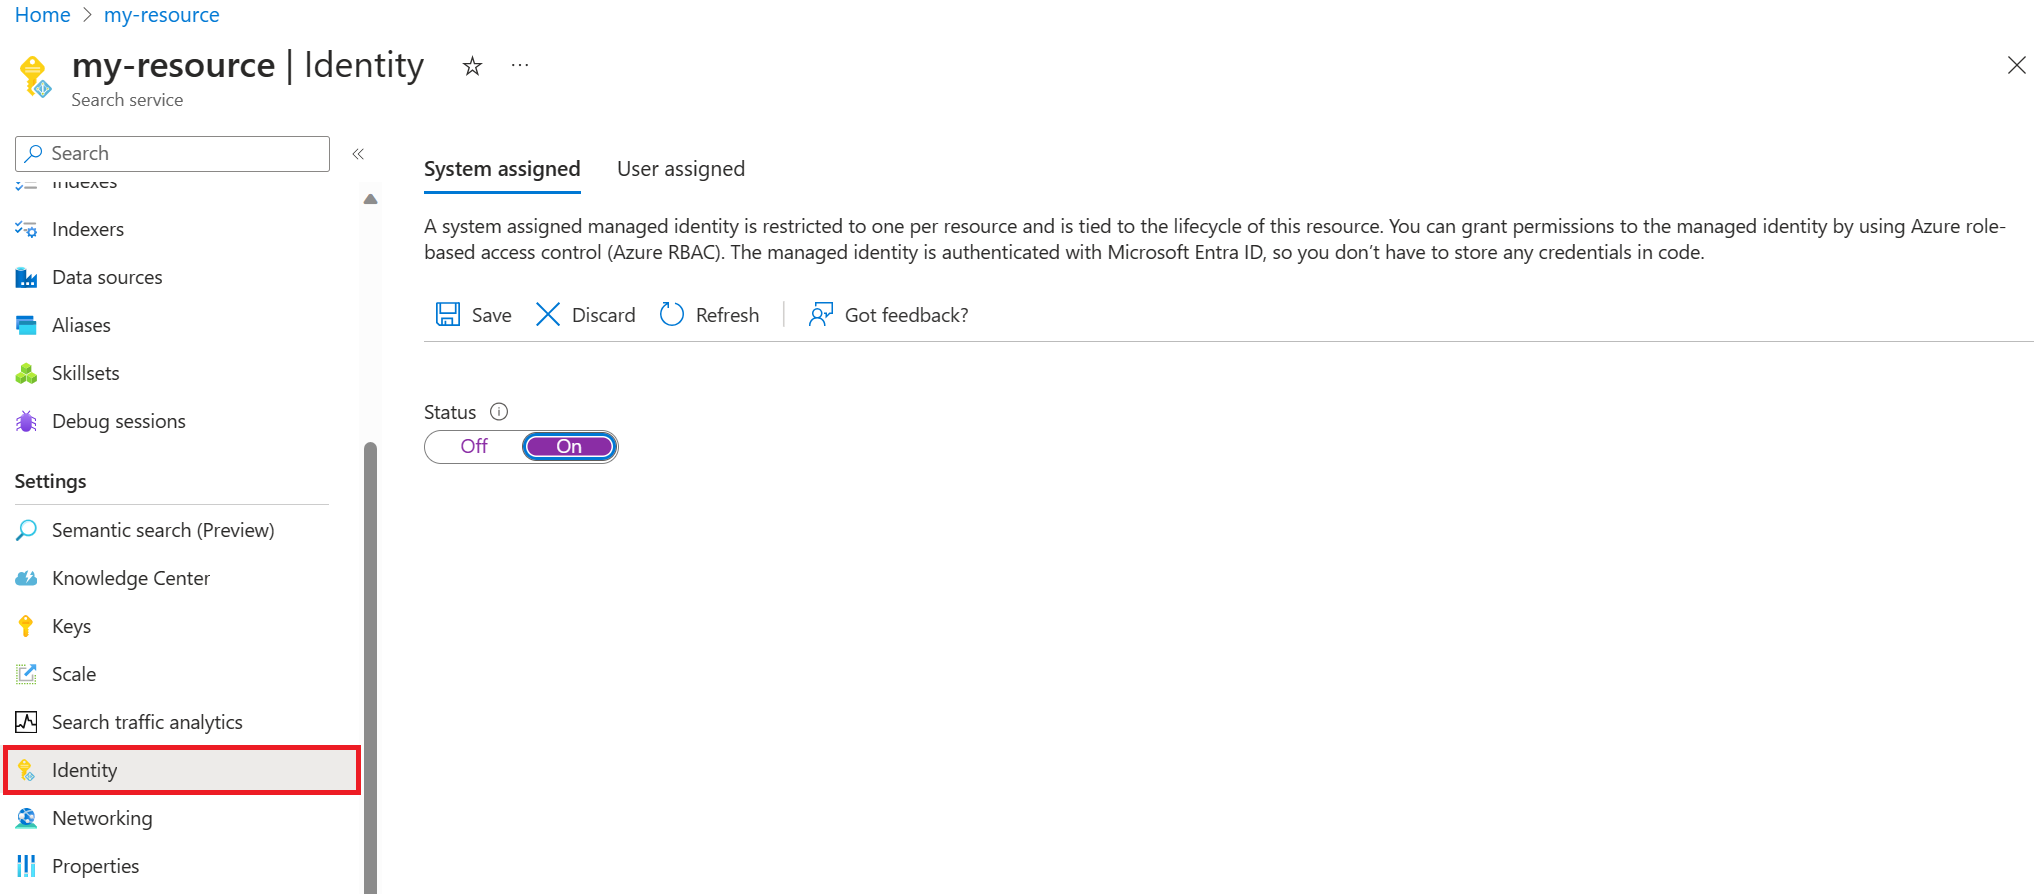 Home > my-resource
my-resource | Identity
Search service
Search
Indexes
Indexers
Data sources
Aliases
Skillsets
Debug sessions
Settings
Semantic search (Preview)
Knowledge Center
Keys
Scale
Search traffic analytics
Identity
Networking
Properties
System assigned User assigned
A system assigned managed identity is restricted to one per resource and is tied to the lifecycle of this resource. You can grant permissions to the managed identity by using Azure role-
based access control (Azure RBAC). The managed identity is authenticated with Microsoft Entra ID, so you don’t have to store any credentials in code.
Save Discard Refresh Got feedback?
Status
Off On